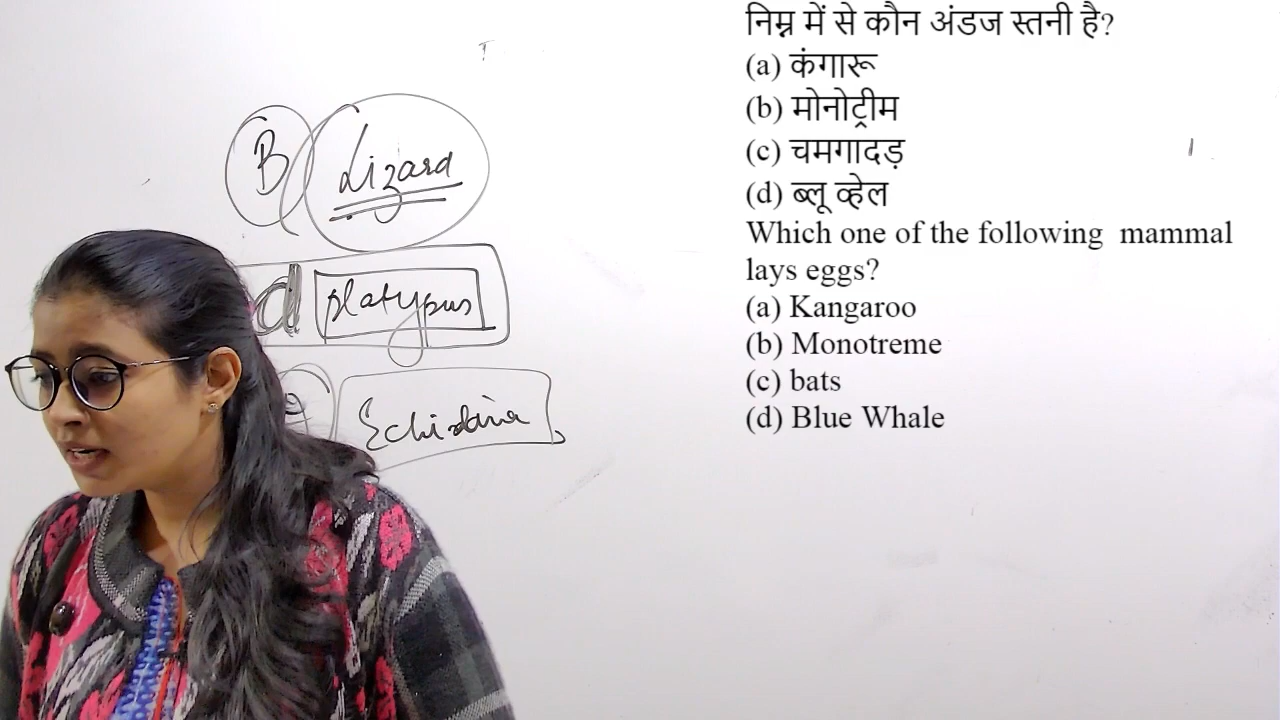 B Lizard
d platypus
Echidna
निम्न में से कौन अंडज स्तनी है?
(a) कंगारू
(b) मोनोट्रीम
(c) चमगादड़
(d) ब्लू व्हेल
Which one of the following mammal
lays eggs?
(a) Kangaroo
(b) Monotreme
(c) bats
(d) Blue Whale